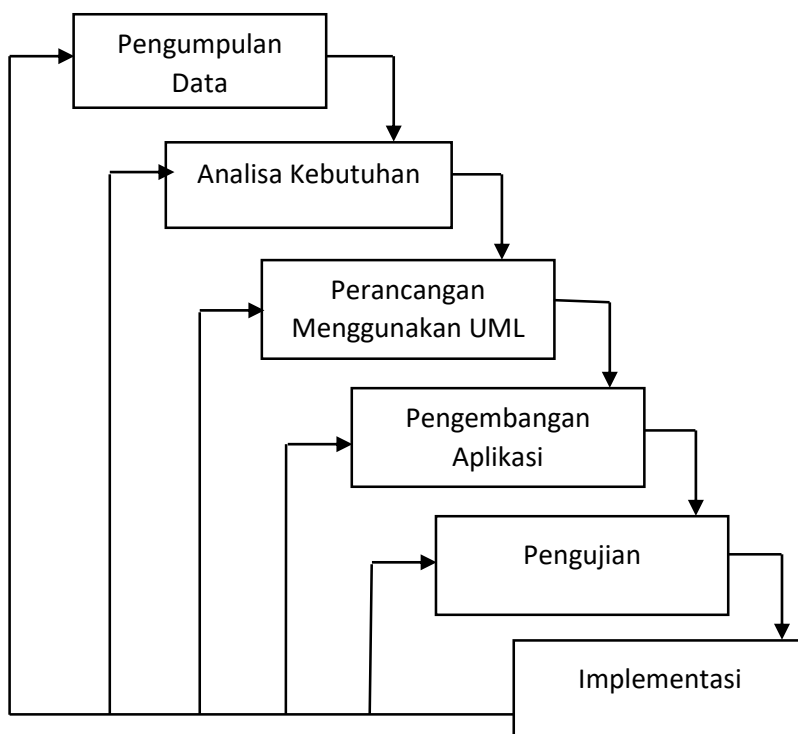 Pengumpulan
Data
Analisa Kebutuhan
Perancangan
Menggunakan UML
Pengembangan
Aplikasi
Pengujian
Implementasi